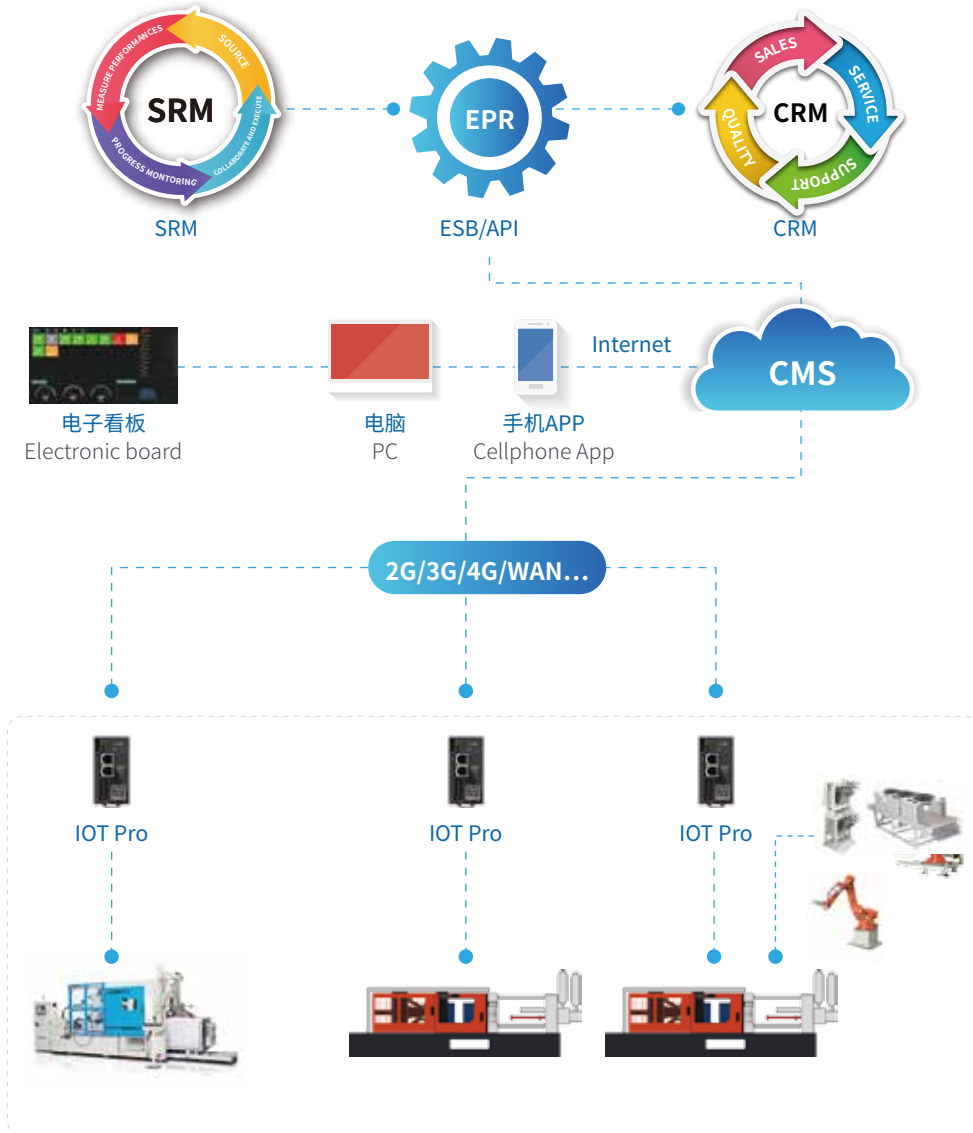 MEASURE PERFORMANCES
SOURCE
COLLABORATE AND EXECUTE
PROGRESS MONTORING
SRM
EPR
SALES
SERVICE
SUPPORT
QUALITY
CRM
SRM
ESB/API
CRM
Internet
CMS
电子看板
Electronic board
电脑
PC
手机APP
Cellphone App
2G/3G/4G/WAN...
IOT Pro
IOT Pro
IOT Pro